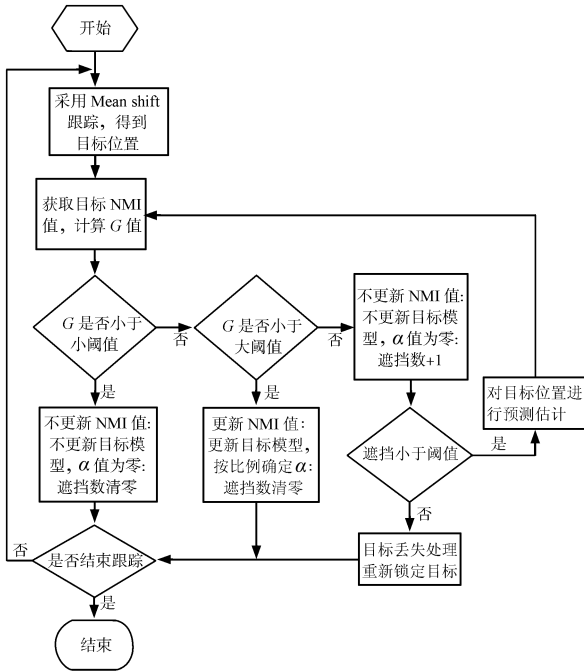 开始
采用 Mean shift
跟踪，得到
目标位置
获取目标 NMI
值，计算 G 值
G 是否小于
小阈值
否
是
G 是否小于
大阈值
否
是
不更新 NMI 值:
不更新目标模
型，α 值为零:
遮挡数+1
不更新 NMI 值:
不更新目标模
型，α 值为零:
遮挡数清零
更新 NMI 值:
更新目标模型，
按比例确定 α:
遮挡数清零
遮挡小于阈值
是
否
对目标位置进
行预测估计
目标丢失处理
重新锁定目标
是否结束跟踪
否
是
结束